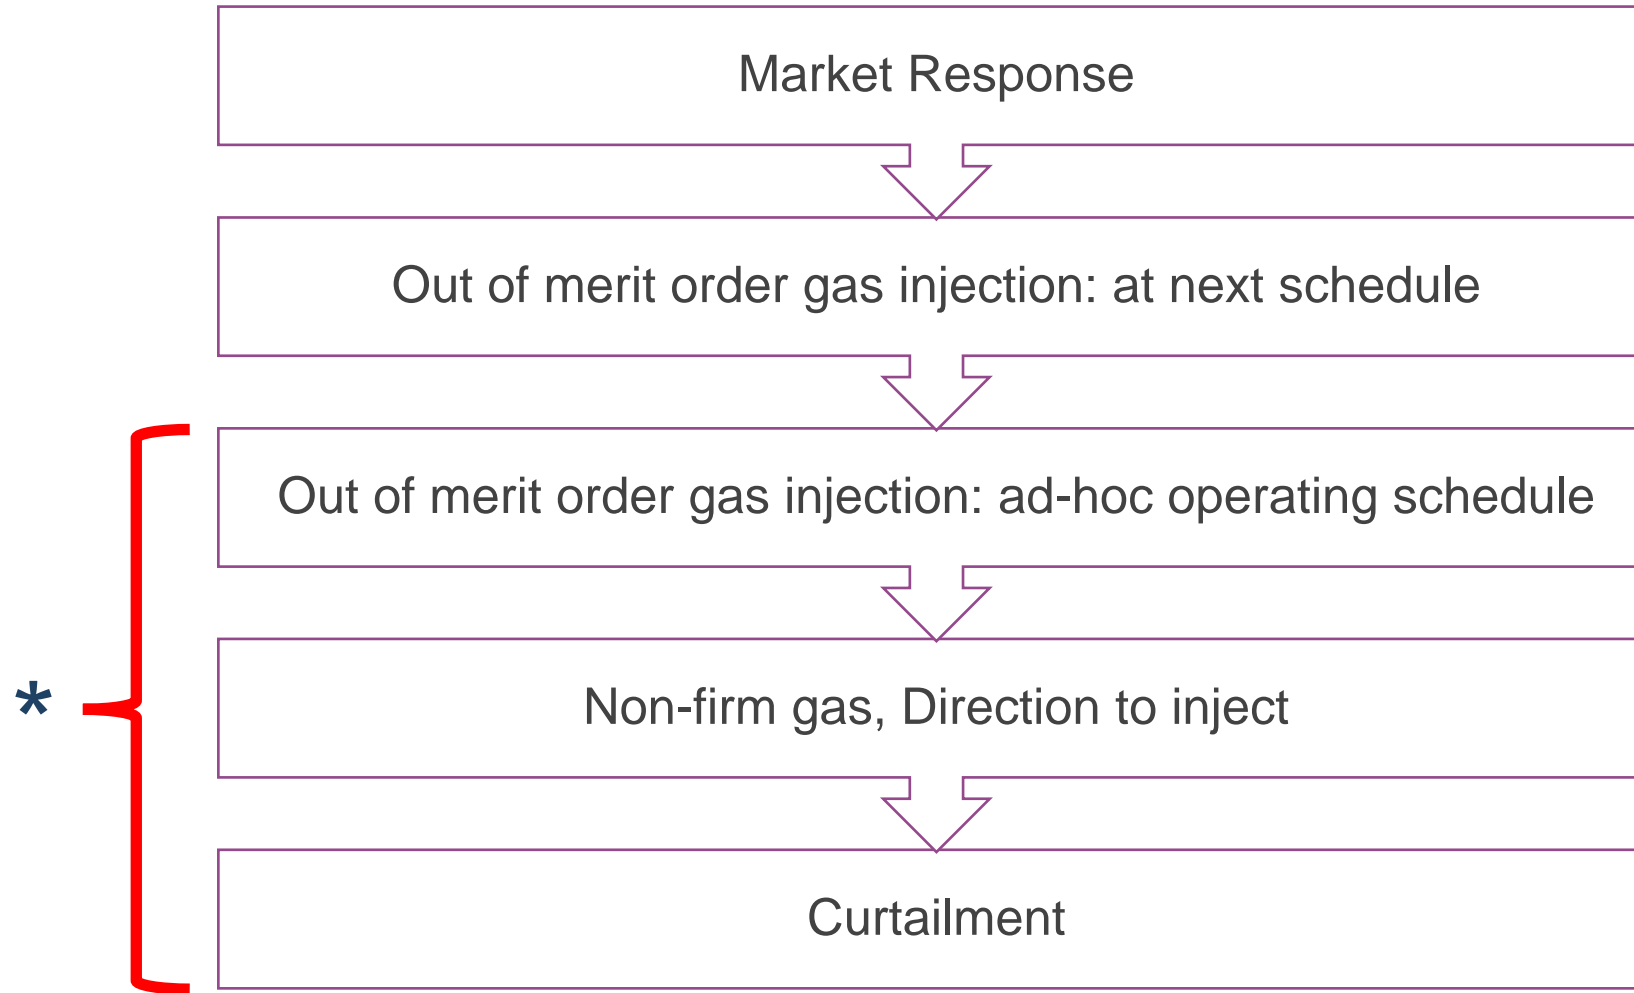 Market Response
Out of merit order gas injection: at next schedule
Out of merit order gas injection: ad-hoc operating schedule
*
Non-firm gas, Direction to inject
Curtailment